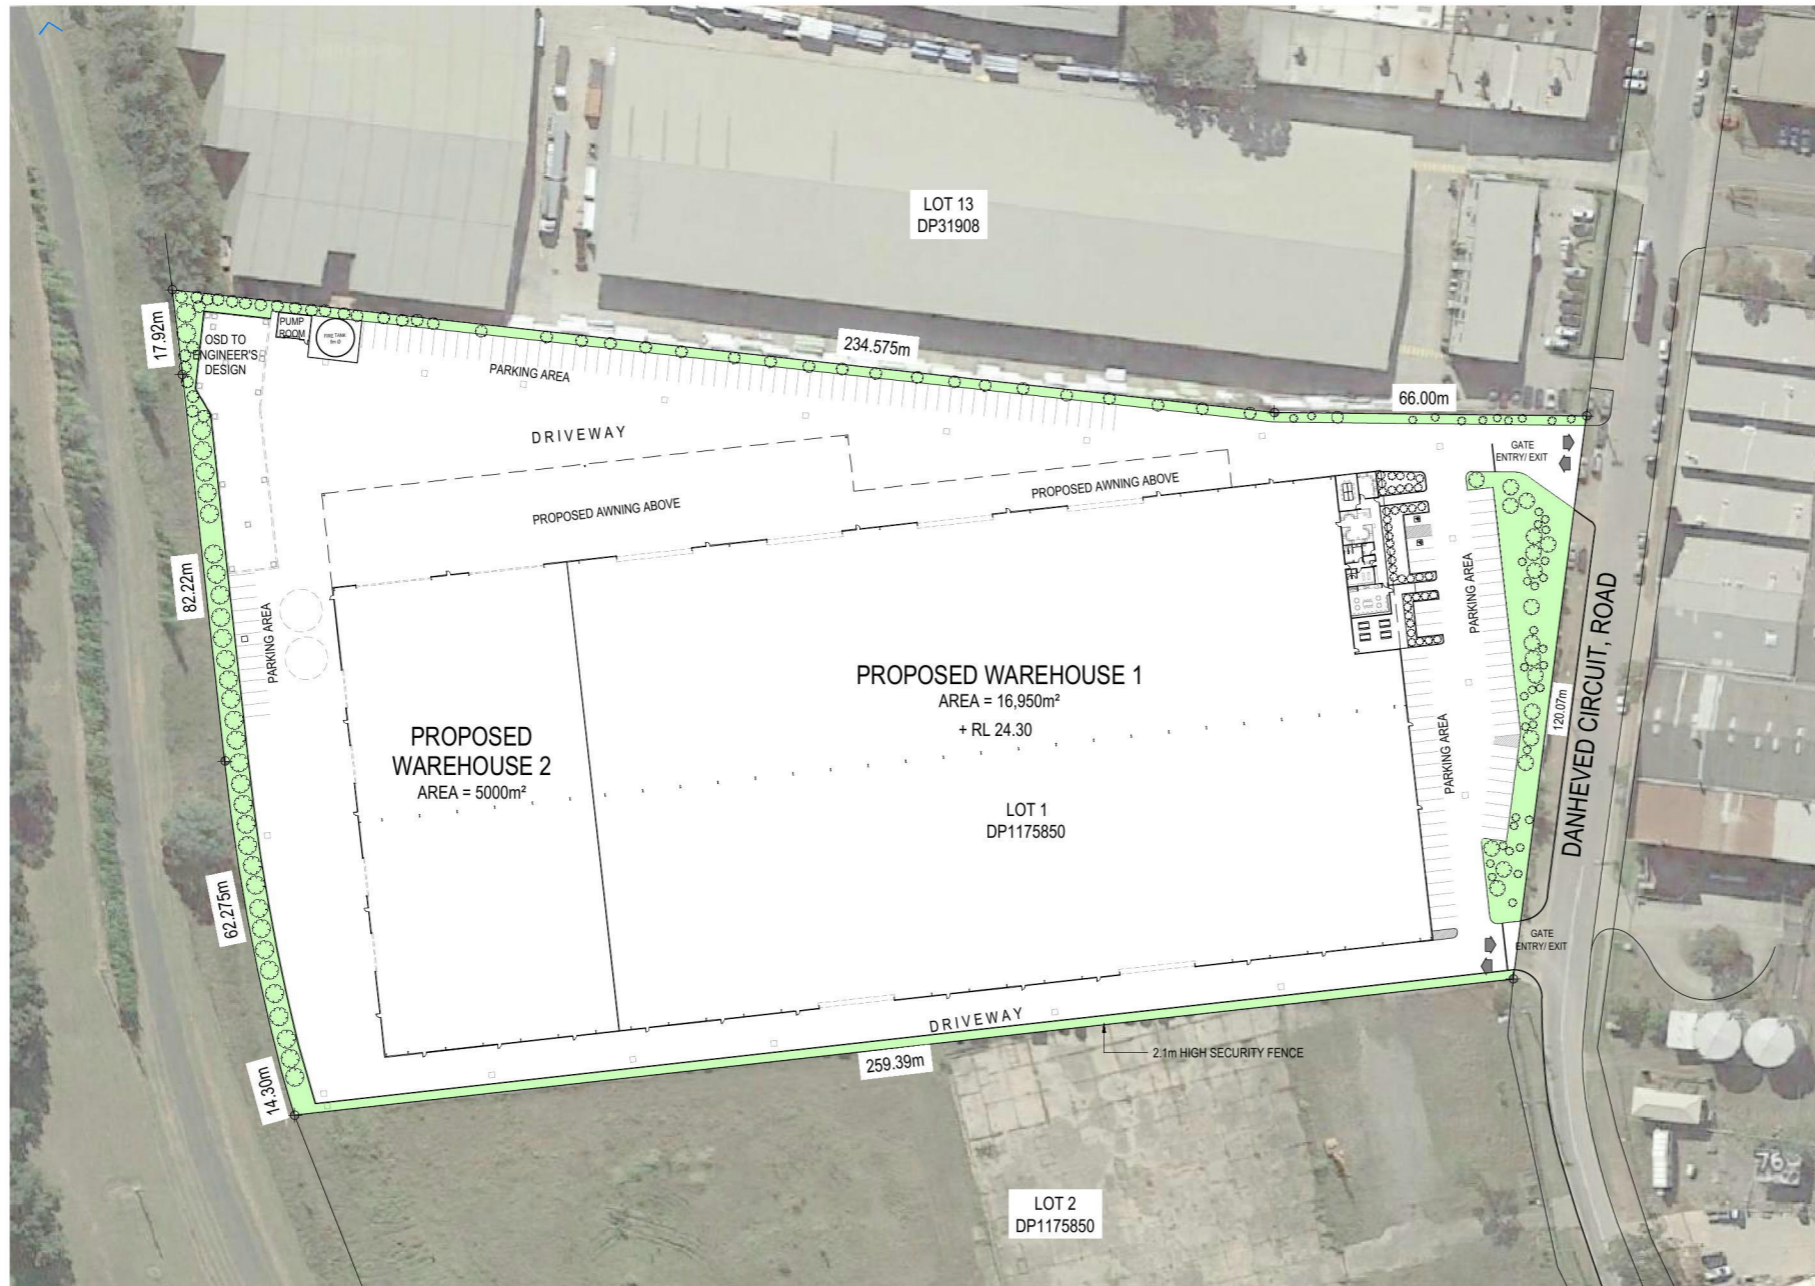 LOT 13
DP31908
17.92m
OSD TO
ENGINEER'S
DESIGN
PUMP
ROOM
FIRE TANK
234.575m
PARKING AREA
66.00m
DRIVEWAY
GATE
ENTRY/ EXIT
PROPOSED AWNING ABOVE
PROPOSED AWNING ABOVE
82.22m
PARKING AREA
PARKING AREA
PROPOSED WAREHOUSE 1
AREA = 16,950m²
+ RL 24.30
PROPOSED
WAREHOUSE 2
AREA = 5000m²
PARKING AREA
120.07m
DANHEVED CIRCUIT, ROAD
LOT 1
DP1175850
62.275m
GATE
ENTRY/ EXIT
DRIVEWAY
2.1m HIGH SECURITY FENCE
259.39m
14.30m
LOT 2
DP1175850
76